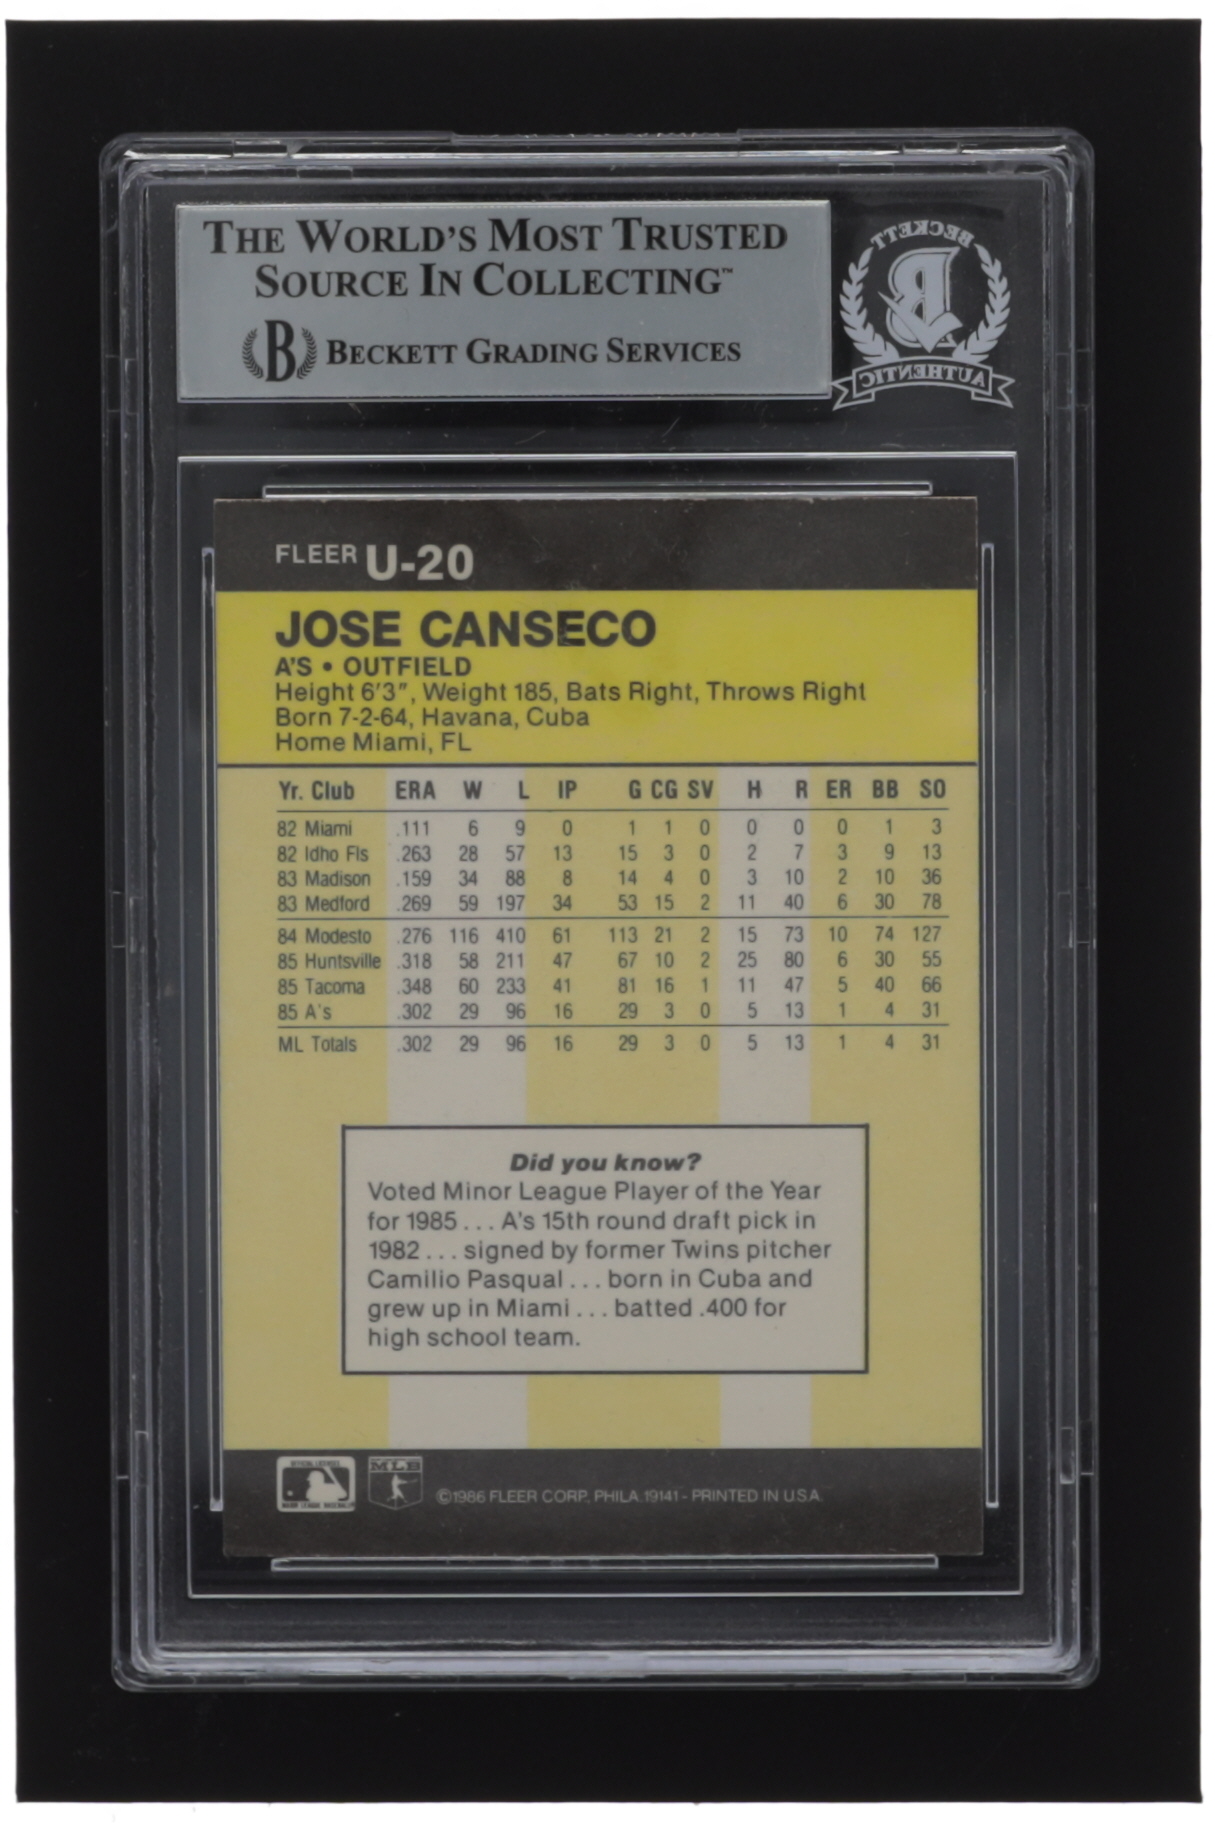 THE WORLD'S MOST TRUSTED
SOURCE IN COLLECTING™
B BECKETT GRADING SERVICES
BECKETT
B
AUTHENTIC
FLEER U-20
JOSE CANSECO
A'S • OUTFIELD
Height 6'3", Weight 185, Bats Right, Throws Right
Born 7-2-64, Havana, Cuba
Home Miami, FL
Yr. Club ERA W L IP G CG SV H R ER BB SO
82 Miami .111 6 9 0 1 1 0 0 0 0 1 3
82 Idho Fls .263 28 57 13 15 3 0 2 7 3 9 13
83 Madison .159 34 88 8 14 4 0 3 10 2 10 36
83 Medford .269 59 197 34 53 15 2 11 40 6 30 78
84 Modesto .276 116 410 61 113 21 2 15 73 10 74 127
85 Huntsville .318 58 211 47 67 10 2 25 80 6 30 55
85 Tacoma .348 60 233 41 81 16 1 11 47 5 40 66
85 A's .302 29 96 16 29 3 0 5 13 1 4 31
ML Totals .302 29 96 16 29 3 0 5 13 1 4 31
Did you know?
Voted Minor League Player of the Year
for 1985 . . . A's 15th round draft pick in
1982 . . . signed by former Twins pitcher
Camilio Pasqual . . . born in Cuba and
grew up in Miami . . . batted .400 for
high school team.
OFFICIAL LICENSEE
MAJOR LEAGUE BASEBALL
MLB
©1986 FLEER CORP. PHILA. 19141 - PRINTED IN U.S.A.